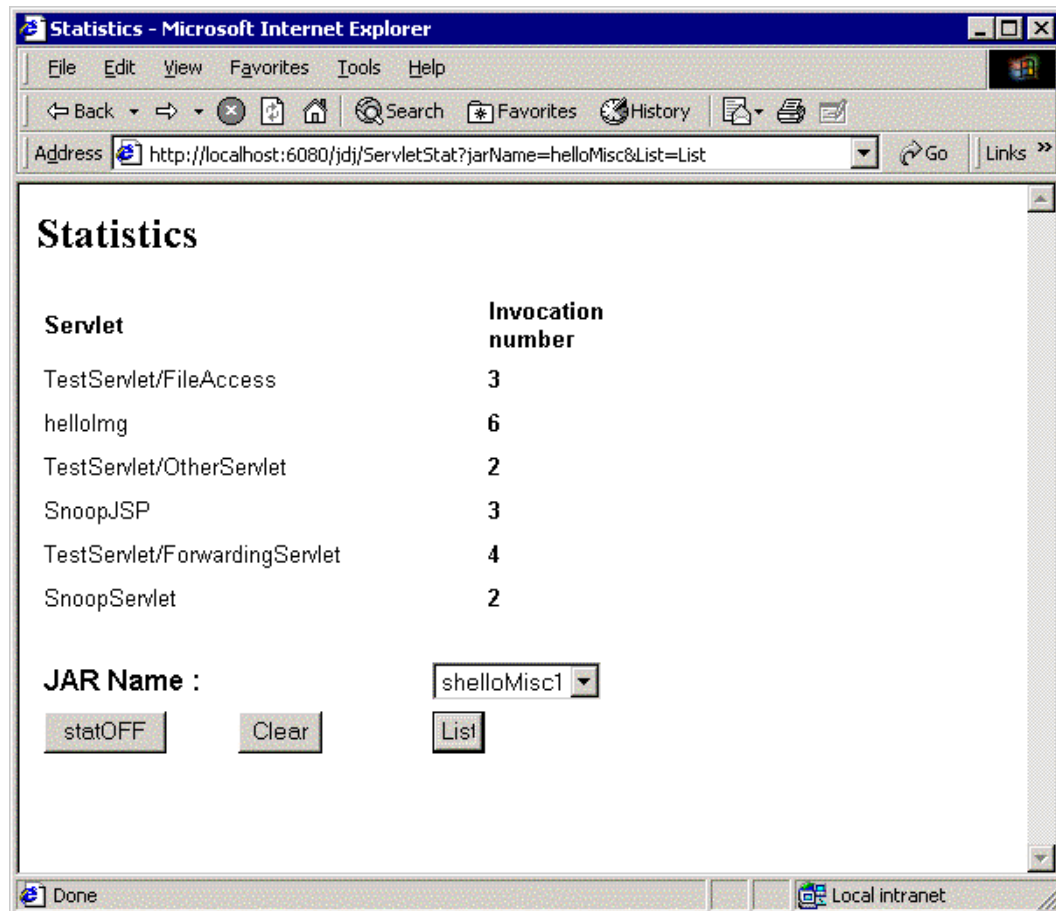 Statistics - Microsoft Internet Explorer
File Edit View Favorites Tools Help
Back Search Favorites History
Address http://localhost:6080/jdj/ServletStat?jarName=helloMisc&List=List Go Links »
Statistics
Servlet Invocation
number
TestServlet/FileAccess 3
helloImg 6
TestServlet/OtherServlet 2
SnoopJSP 3
TestServlet/ForwardingServlet 4
SnoopServlet 2
JAR Name : shelloMisc1
statOFF Clear List
Done Local intranet